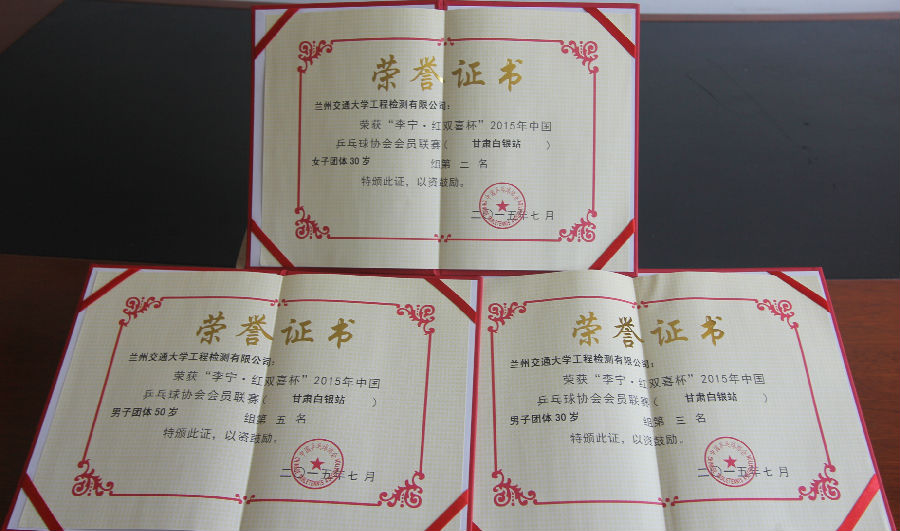 荣誉证书
兰州交通大学工程检测有限公司：
荣获“李宁·红双喜杯”2015年中国
乒乓球协会会员联赛（ 甘肃白银站 ）
女子团体30岁 组第 二 名
特颁此证，以资鼓励。
二〇一五年七月
荣誉证书
兰州交通大学工程检测有限公司：
荣获“李宁·红双喜杯”2015年中国
乒乓球协会会员联赛（ 甘肃白银站 ）
男子团体50岁 组第 五 名
特颁此证，以资鼓励。
二〇一五年七月
荣誉证书
兰州交通大学工程检测有限公司：
荣获“李宁·红双喜杯”2015年中国
乒乓球协会会员联赛（ 甘肃白银站 ）
男子团体30岁 组第 三 名
特颁此证，以资鼓励。
二〇一五年七月